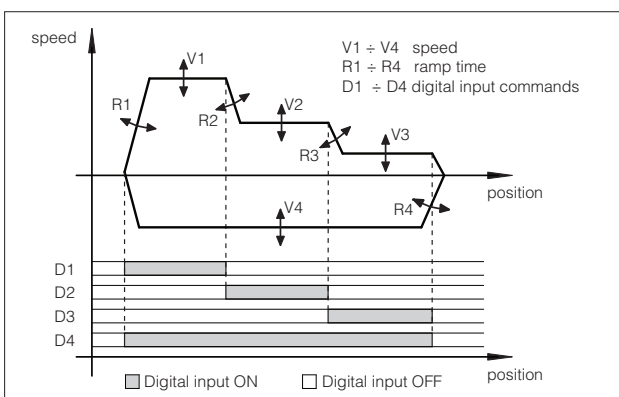 speed
V1 ÷ V4 speed
R1 ÷ R4 ramp time
D1 ÷ D4 digital input commands
V1
R1
R2
V2
R3
V3
position
V4
R4
D1
D2
D3
D4
position
Digital input ON
Digital input OFF